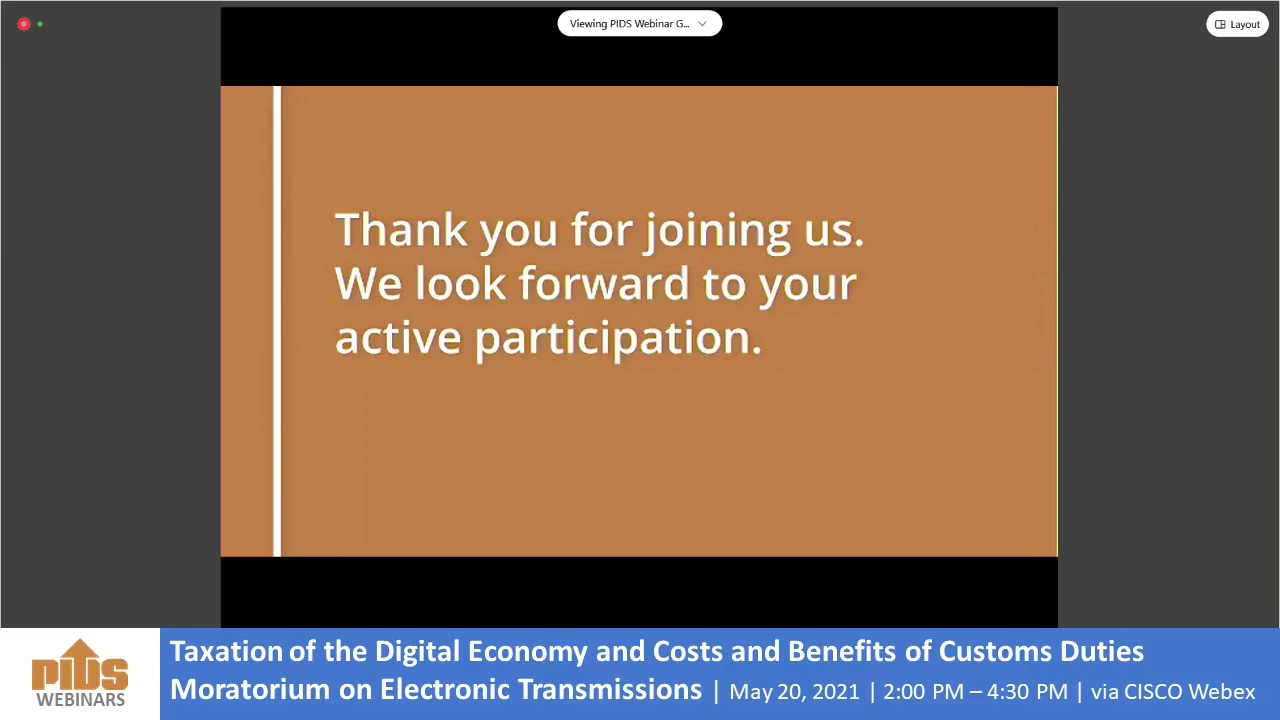 Viewing PIDS Webinar G...
Layout
Thank you for joining us.
We look forward to your
active participation.
PIDS
WEBINARS
Taxation of the Digital Economy and Costs and Benefits of Customs Duties
Moratorium on Electronic Transmissions | May 20, 2021 | 2:00 PM – 4:30 PM | via CISCO Webex